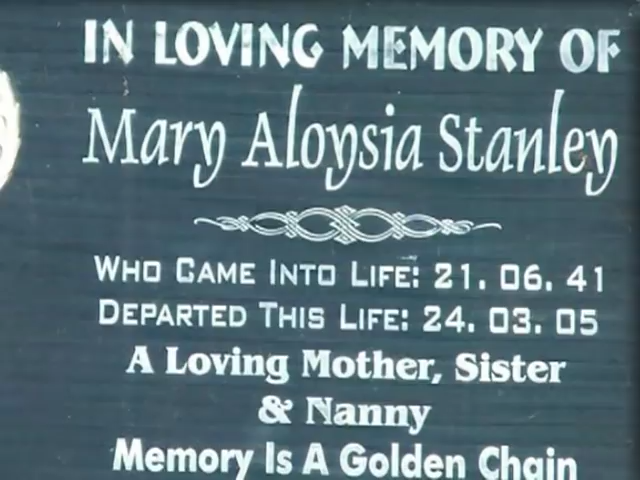 IN LOVING MEMORY OF
Mary Aloysia Stanley
WHO CAME INTO LIFE: 21. 06. 41
DEPARTED THIS LIFE: 24. 03. 05
A Loving Mother, Sister
& Nanny
Memory Is A Golden Chain